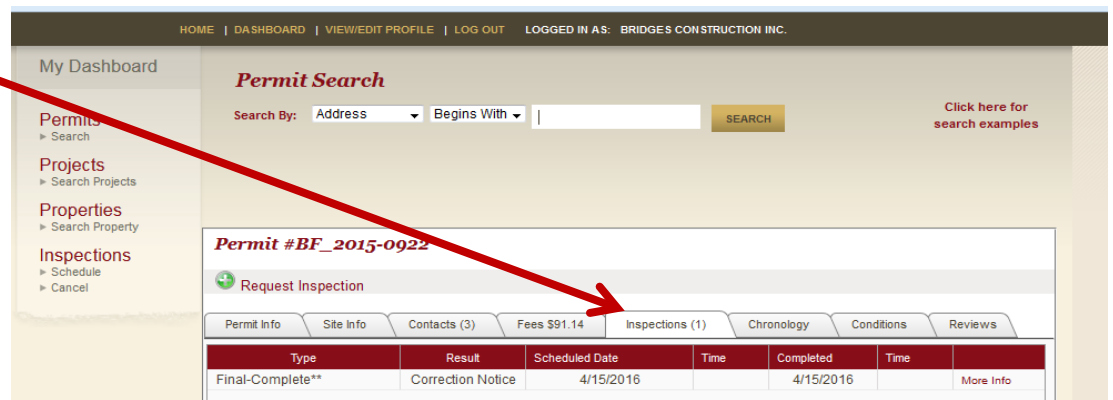 HOME | DASHBOARD | VIEW/EDIT PROFILE | LOG OUT LOGGED IN AS: BRIDGES CONSTRUCTION INC.
My Dashboard
Permits
Search
Projects
Search Projects
Properties
Search Property
Inspections
Schedule
Cancel
Permit Search
Search By: Address Begins With SEARCH
Click here for
search examples
Permit #BF_2015-0922
Request Inspection
Permit Info Site Info Contacts (3) Fees $91.14 Inspections (1) Chronology Conditions Reviews
Type Result Scheduled Date Time Completed Time
Final-Complete** Correction Notice 4/15/2016 4/15/2016 More Info